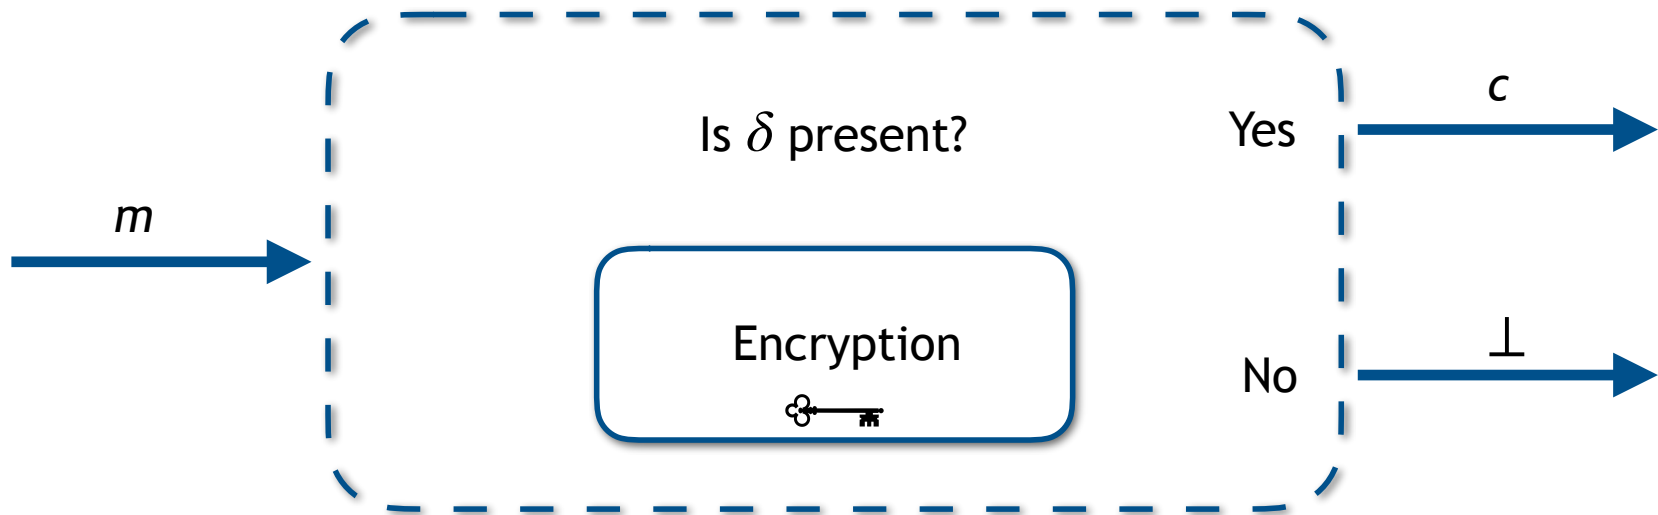 c
Is δ present?
Yes
m
⊥
Encryption
No